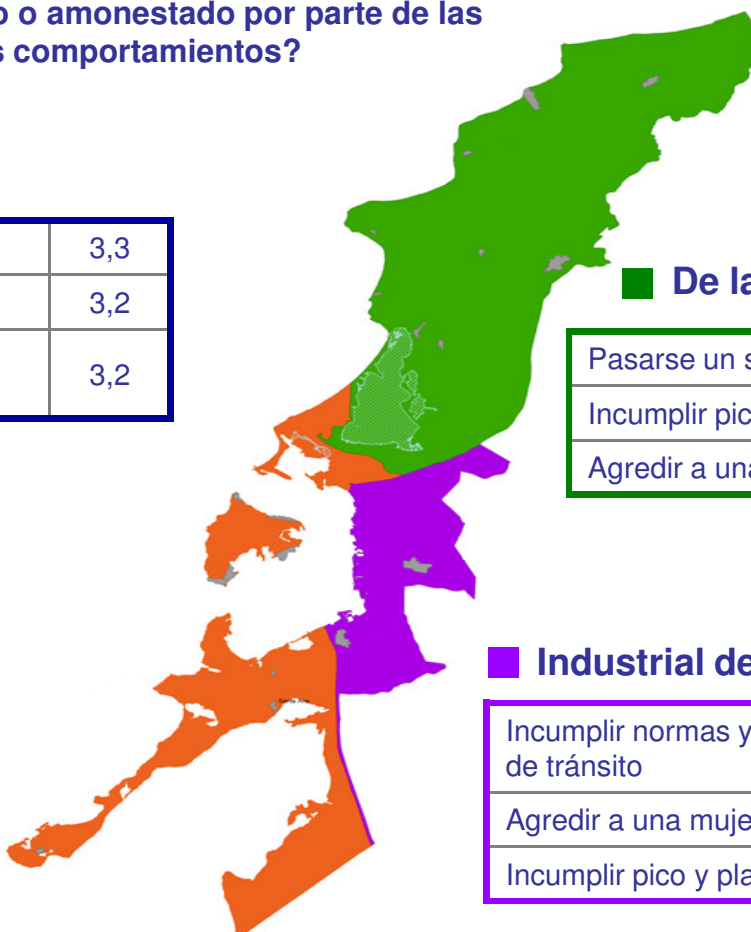 o o amonestado por parte de las
s comportamientos?
3,3
3,2
3,2
De la
Pasarse un s
Incumplir pic
Agredir a una
Industrial de
Incumplir normas y
de tránsito
Agredir a una muje
Incumplir pico y pla